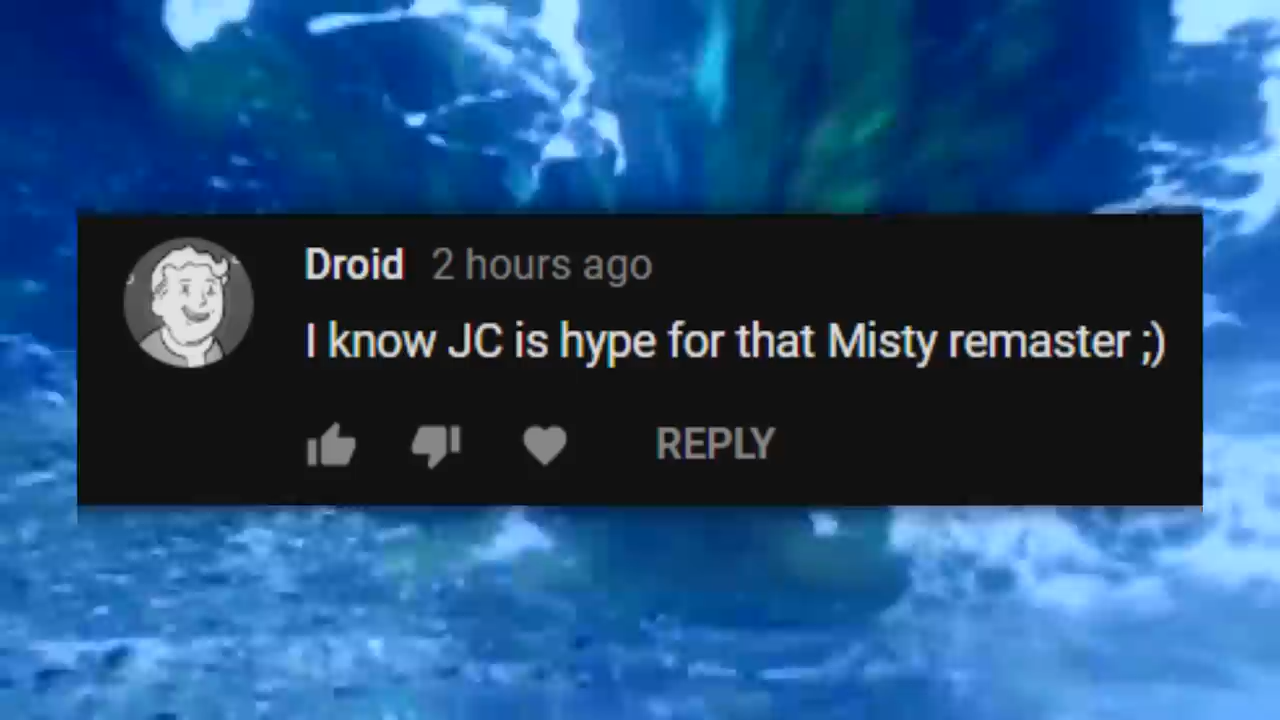 Droid 2 hours ago
I know JC is hype for that Misty remaster ;)
REPLY